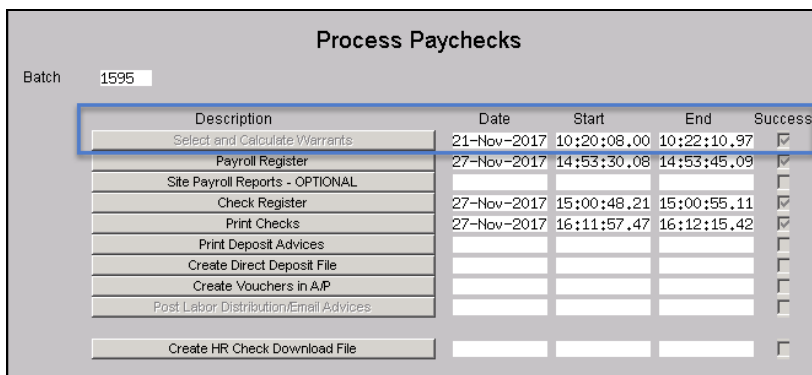 Process Paychecks
Batch 1595
Description Date Start End Success
Select and Calculate Warrants 21-Nov-2017 10:20:08.00 10:22:10.97
Payroll Register 27-Nov-2017 14:53:30.08 14:53:45.09
Site Payroll Reports - OPTIONAL
Check Register 27-Nov-2017 15:00:48.21 15:00:55.11
Print Checks 27-Nov-2017 16:11:57.47 16:12:15.42
Print Deposit Advices
Create Direct Deposit File
Create Vouchers in A/P
Post Labor Distribution/Email Advices
Create HR Check Download File